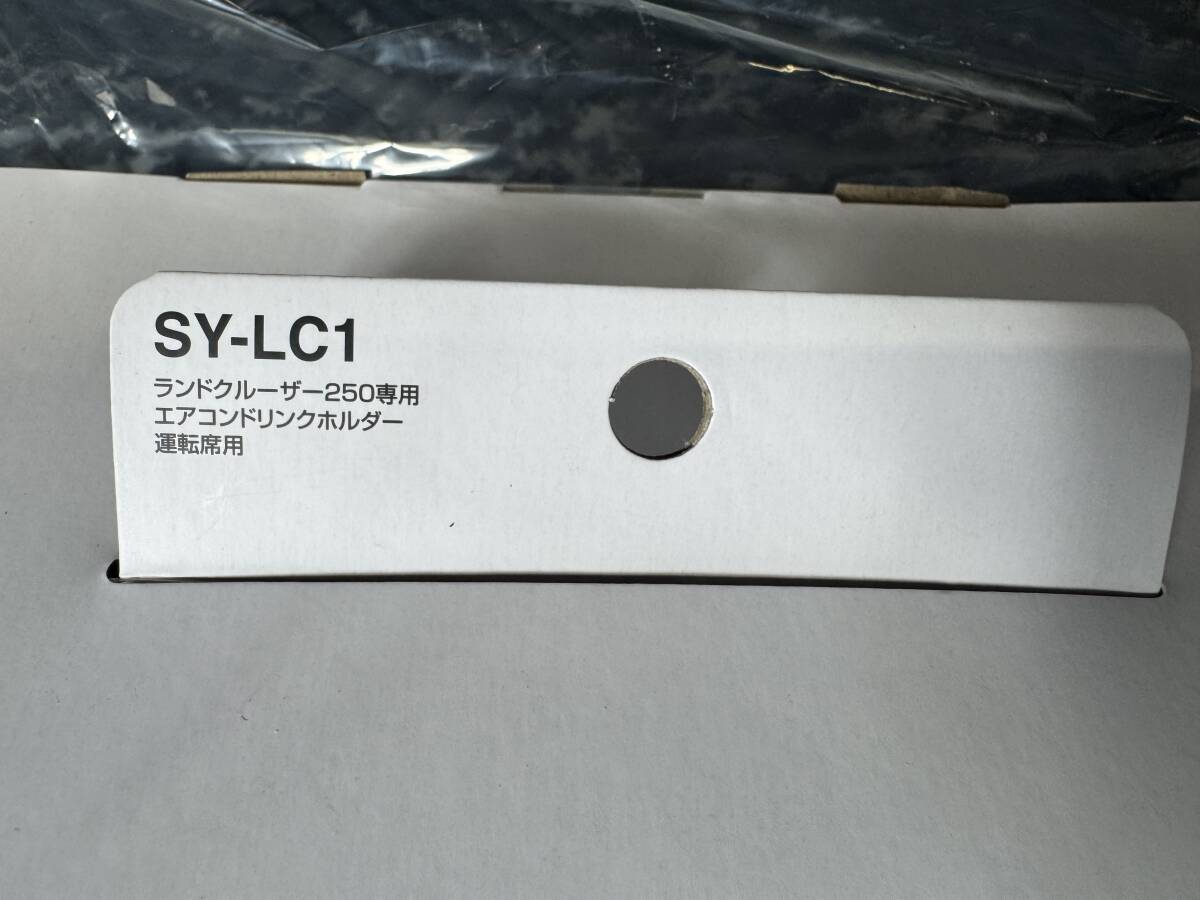 SY-LC1
ランドクルーザー250専用
エアコンドリンクホルダー
運転席用